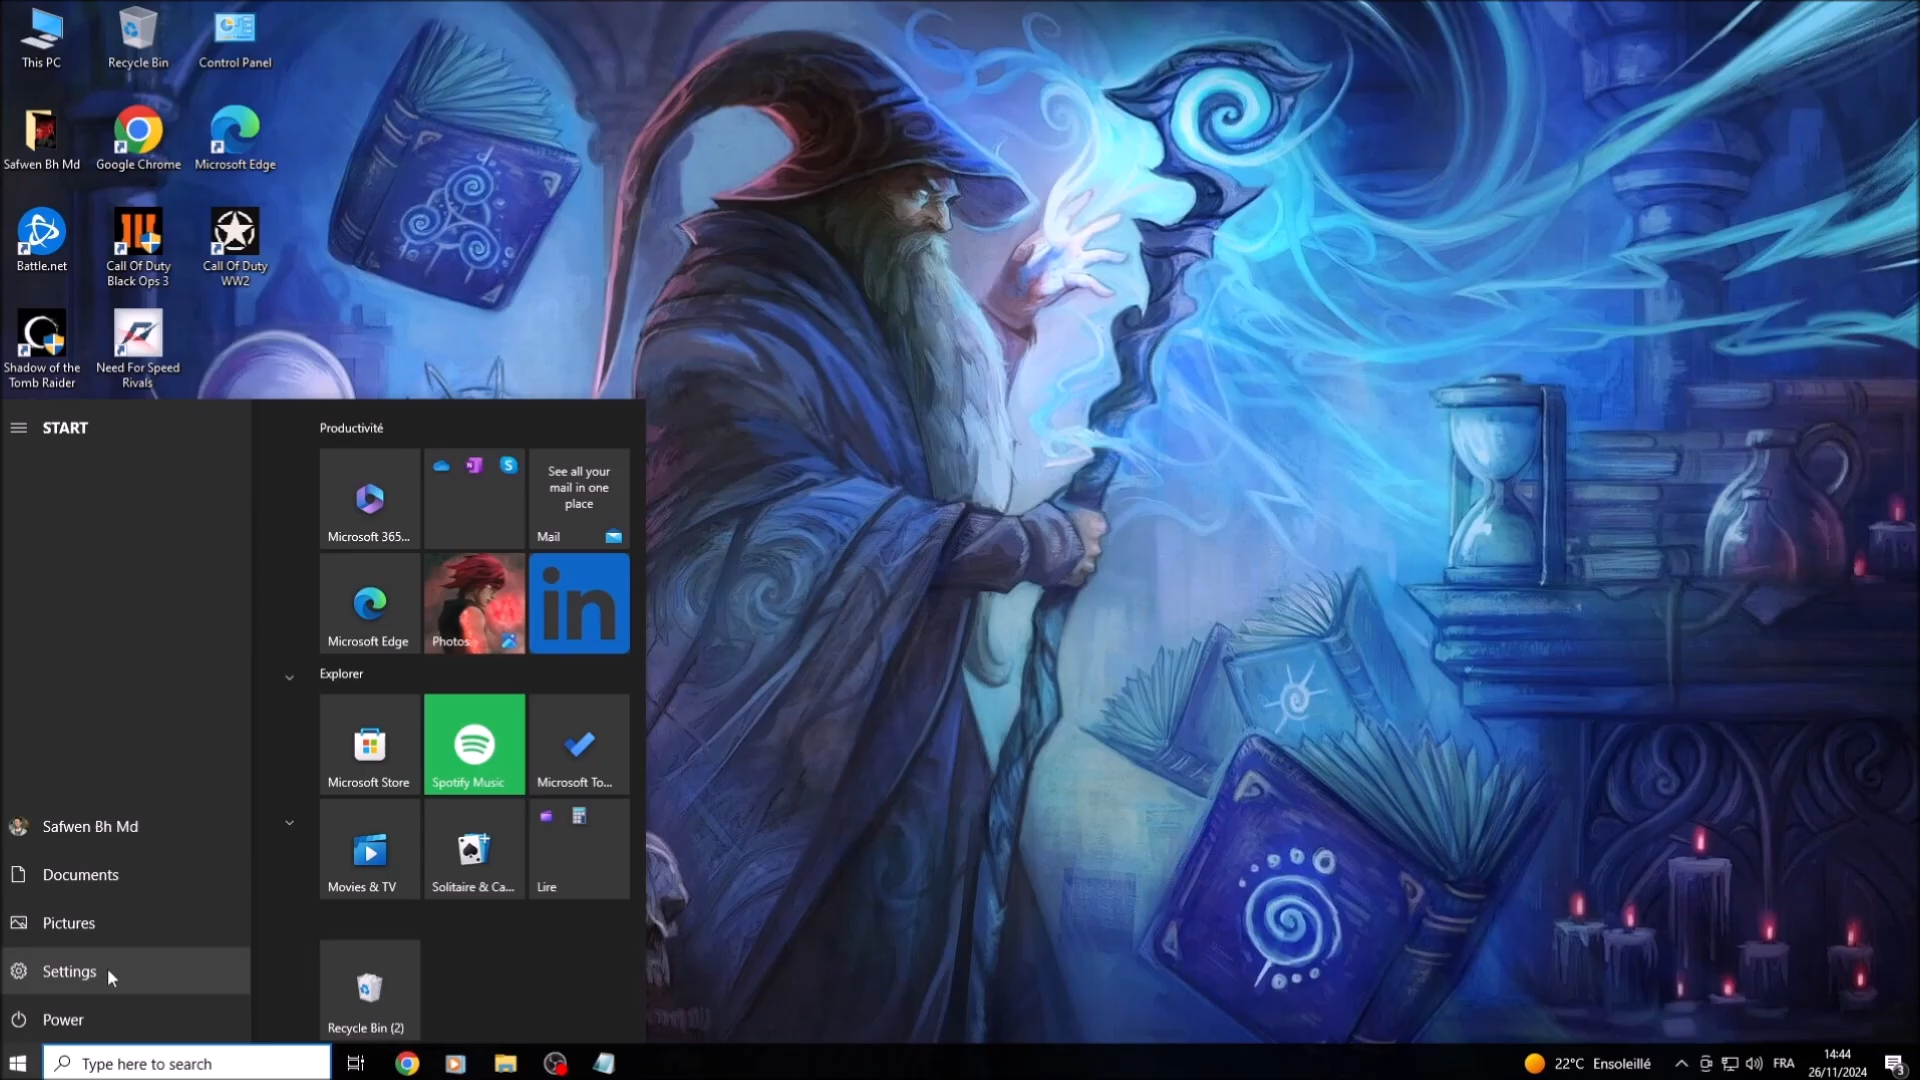 This PC
Recycle Bin
Control Panel
Safwen Bh Md
Google Chrome
Microsoft Edge
Battle.net
Call Of Duty
Black Ops 3
Call Of Duty
WW2
Shadow of the
Tomb Raider
Need For Speed
Rivals
START
Productivité
Microsoft 365...
See all your
mail in one
place
Mail
Microsoft Edge
Photos
in
Explorer
Microsoft Store
Spotify Music
Microsoft To...
Movies & TV
Solitaire & Ca...
Lire
Safwen Bh Md
Documents
Pictures
Settings
Recycle Bin (2)
Power
Type here to search
22°C Ensoleillé
FRA
14:44
26/11/2024
3